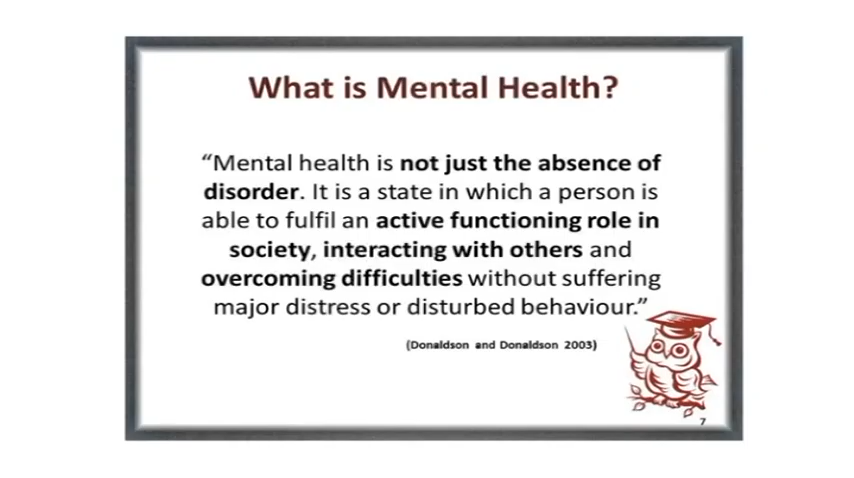 What is Mental Health?
“Mental health is not just the absence of
disorder. It is a state in which a person is
able to fulfil an active functioning role in
society, interacting with others and
overcoming difficulties without suffering
major distress or disturbed behaviour.”
(Donaldson and Donaldson 2003)
7